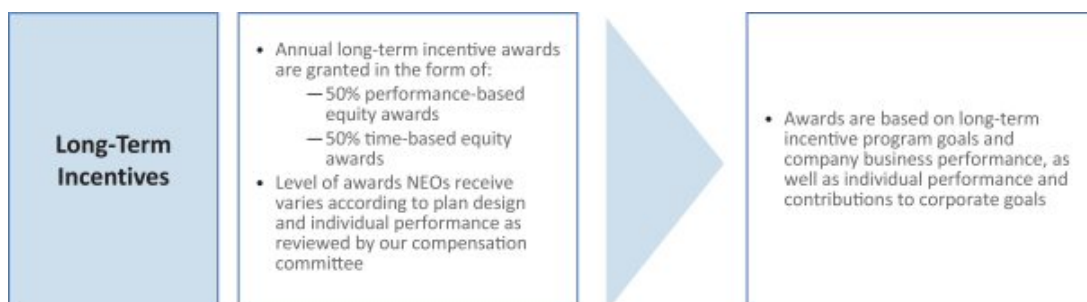 Long-Term
Incentives
• Annual long-term incentive awards
are granted in the form of:
—50% performance-based
equity awards
—50% time-based equity
awards
• Level of awards NEOs receive
varies according to plan design
and individual performance as
reviewed by our compensation
committee
• Awards are based on long-term
incentive program goals and
company business performance, as
well as individual performance and
contributions to corporate goals